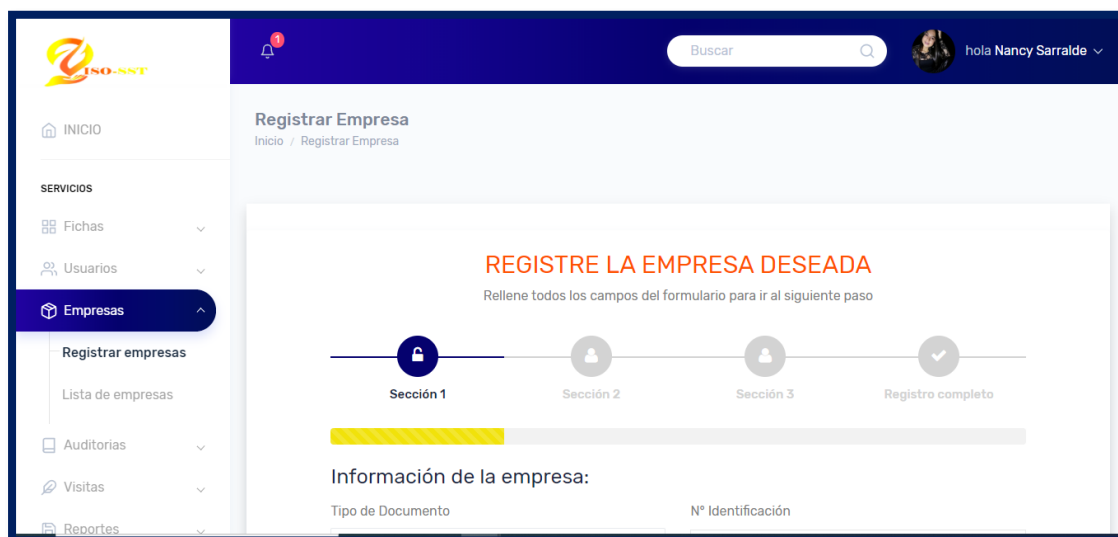 ISO-SST
1
Buscar
hola Nancy Sarralde
INICIO
SERVICIOS
Fichas
Usuarios
Empresas
Registrar empresas
Lista de empresas
Auditorias
Visitas
Reportes
Registrar Empresa
Inicio / Registrar Empresa
REGISTRE LA EMPRESA DESEADA
Rellene todos los campos del formulario para ir al siguiente paso
Sección 1
Sección 2
Sección 3
Registro completo
Información de la empresa:
Tipo de Documento
N° Identificación